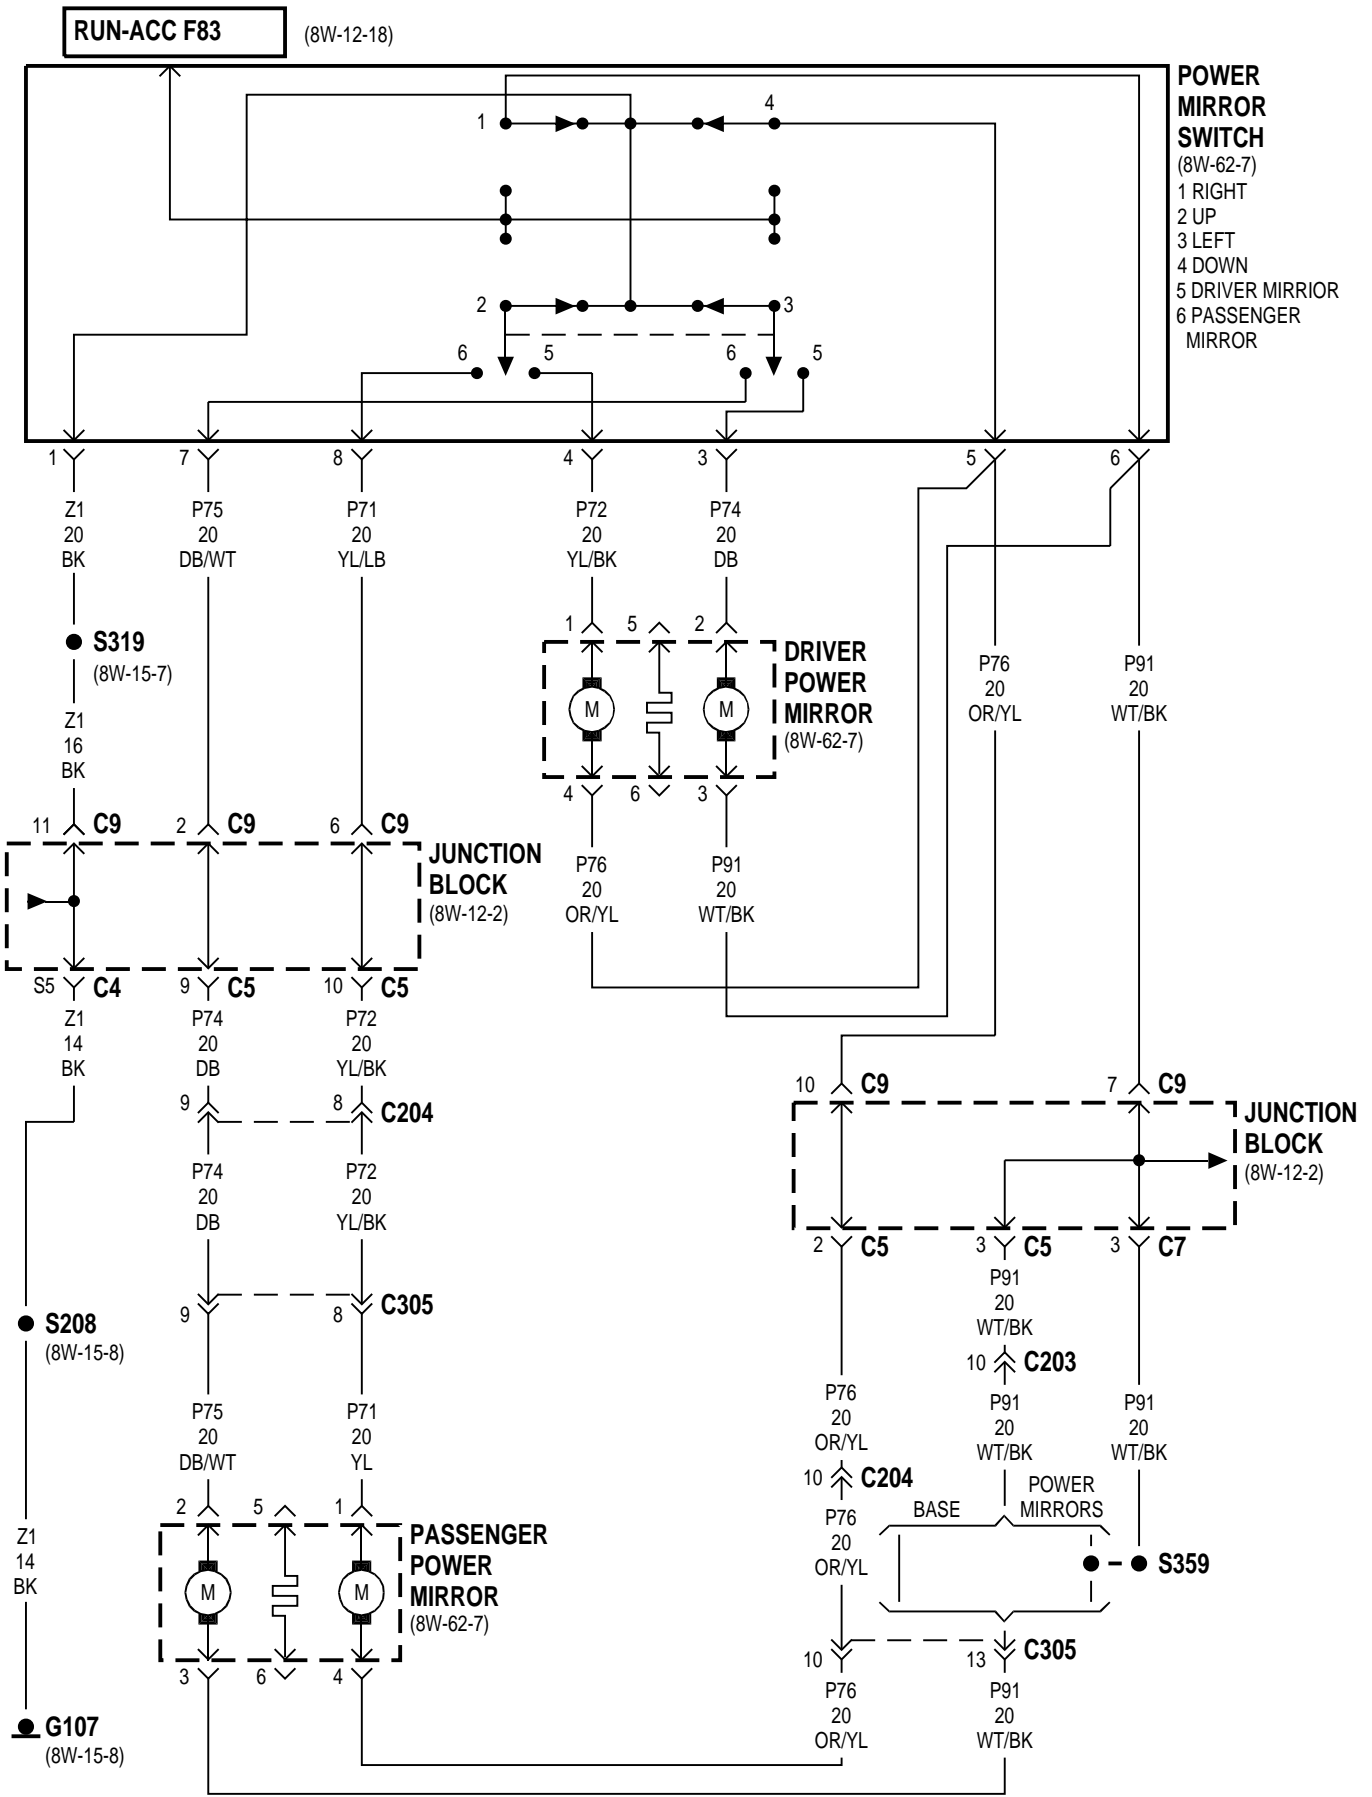 RUN-ACC F83 (8W-12-18)
POWER
MIRROR
SWITCH
(8W-62-7)
1 RIGHT
2 UP
3 LEFT
4 DOWN
5 DRIVER MIRRIOR
6 PASSENGER
MIRROR
1 4
2 3
6 5 6 5
1 7 8 4 3 5 6
Z1 P75 P71 P72 P74
20 20 20 20 20
BK DB/WT YL/LB YL/BK DB
S319
(8W-15-7)
1 5 2
DRIVER
POWER
MIRROR
(8W-62-7)
M M
4 6 3
P76 P91
20 20
OR/YL WT/BK
Z1
16
BK
11 C9 2 C9 6 C9
JUNCTION
BLOCK
(8W-12-2)
P76 P91
20 20
OR/YL WT/BK
S5 C4 9 C5 10 C5
Z1 P74 P72
14 20 20
BK DB YL/BK
9 8 C204
10 C9 7 C9
JUNCTION
BLOCK
(8W-12-2)
P74 P72
20 20
DB YL/BK
2 C5 3 C5 3 C7
P91
20
WT/BK
9 8 C305
S208
(8W-15-8)
10 C203
P75 P71
20 20
DB/WT YL
P76 P91 P91
20 20 20
OR/YL WT/BK WT/BK
10 C204
BASE POWER
MIRRORS
P76
20
OR/YL
S359
2 5 1
PASSENGER
POWER
MIRROR
(8W-62-7)
M M
Z1
14
BK
3 6 4
10 13 C305
P76 P91
20 20
OR/YL WT/BK
G107
(8W-15-8)